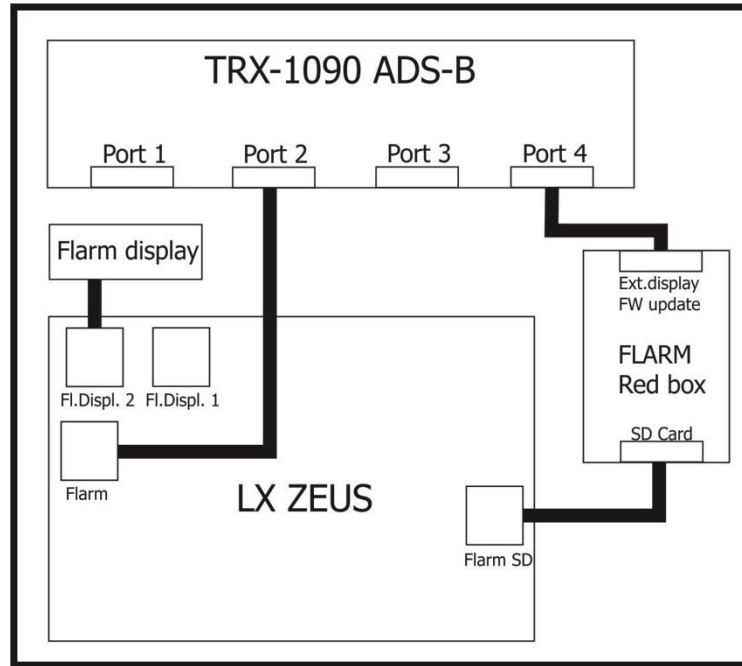 TRX-1090 ADS-B
Port 1
Port 2
Port 3
Port 4
Flarm display
Ext.display
FW update
FLARM
Red box
SD Card
Fl.Displ. 2
Fl.Displ. 1
Flarm
LX ZEUS
Flarm SD